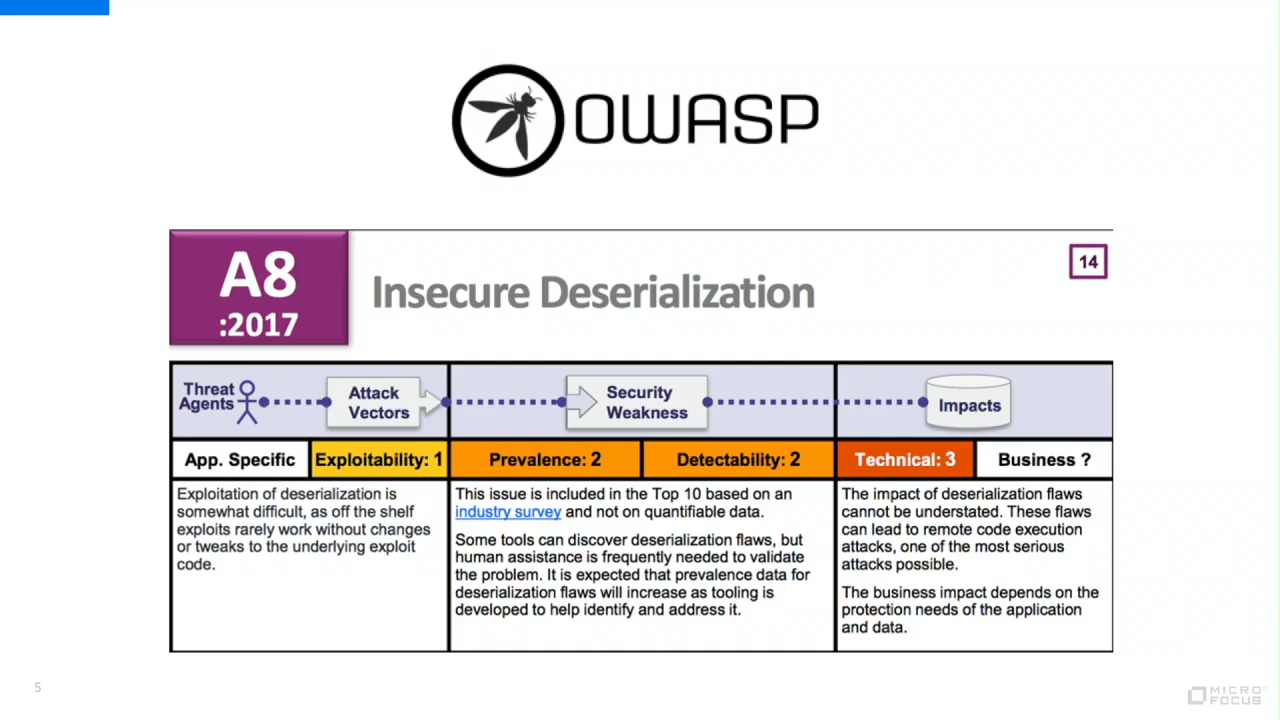 OWASP
A8
:2017
Insecure Deserialization
14
Threat
Agents
Attack
Vectors
Security
Weakness
Impacts
App. Specific
Exploitability: 1
Prevalence: 2
Detectability: 2
Technical: 3
Business ?
Exploitation of deserialization is
somewhat difficult, as off the shelf
exploits rarely work without changes
or tweaks to the underlying exploit
code.
This issue is included in the Top 10 based on an
industry survey and not on quantifiable data.
Some tools can discover deserialization flaws, but
human assistance is frequently needed to validate
the problem. It is expected that prevalence data for
deserialization flaws will increase as tooling is
developed to help identify and address it.
The impact of deserialization flaws
cannot be understated. These flaws
can lead to remote code execution
attacks, one of the most serious
attacks possible.
The business impact depends on the
protection needs of the application
and data.
5
MICRO
FOCUS